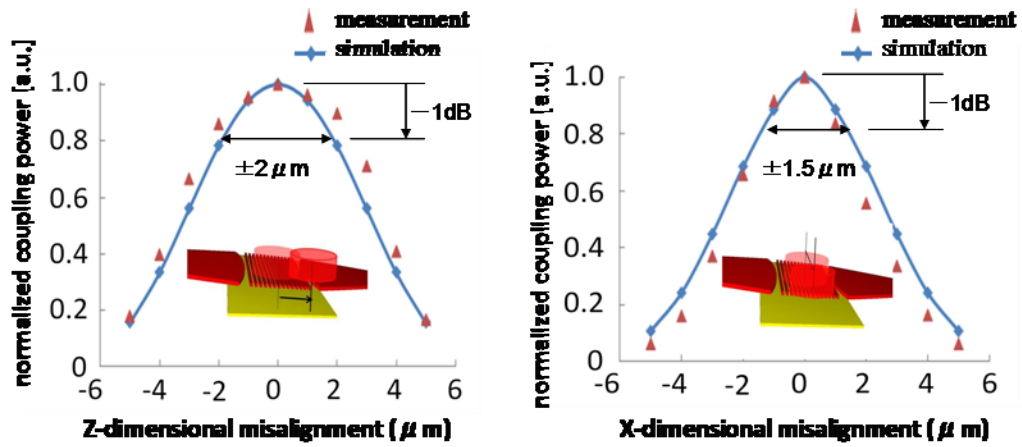 measurement
simulation
normalized coupling power [a.u.]
1.0
0.8
0.6
0.4
0.2
0
−1dB
±2μm
-6 -4 -2 0 2 4 6
Z-dimensional misalignment (μm)
measurement
simulation
normalized coupling power [a.u.]
1.0
0.8
0.6
0.4
0.2
0
−1dB
±1.5μm
-6 -4 -2 0 2 4 6
X-dimensional misalignment (μm)